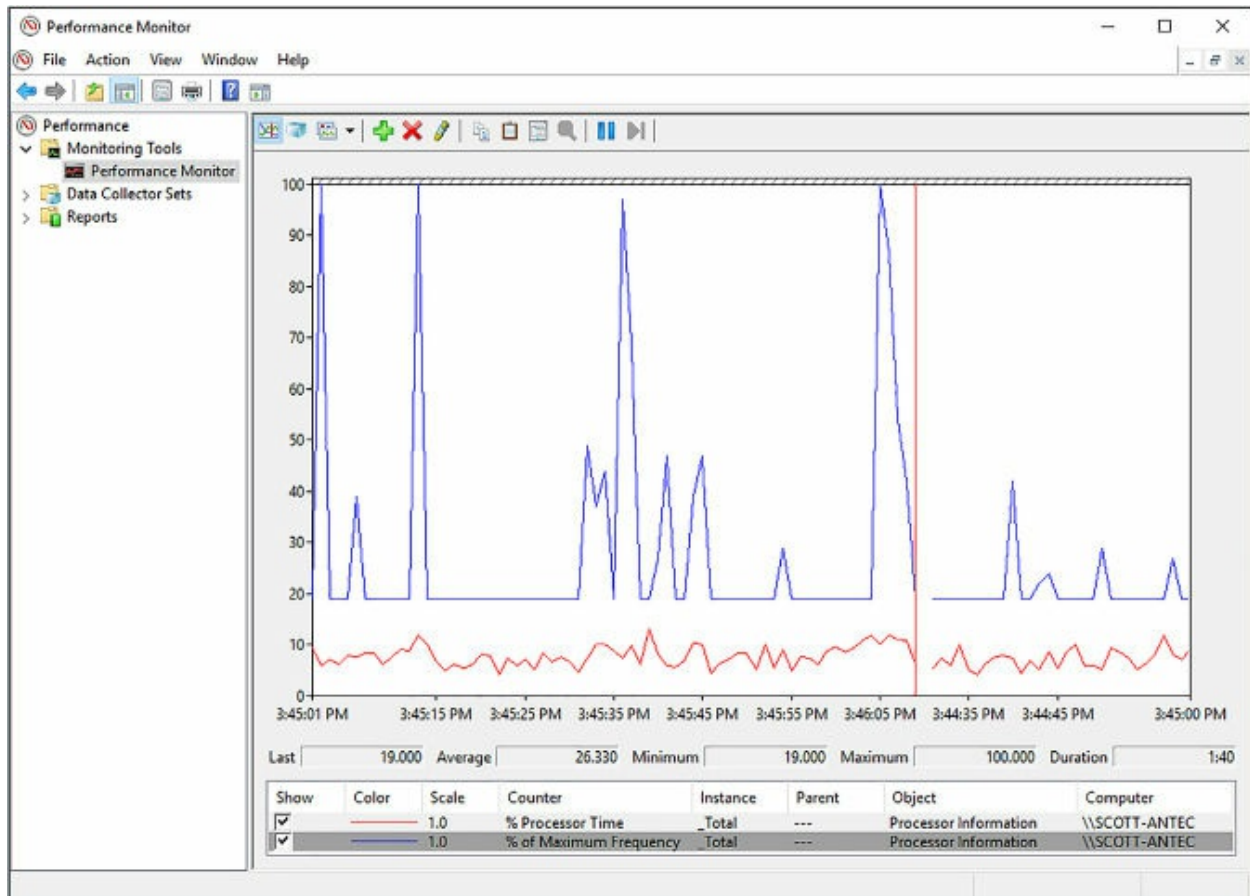 Performance Monitor
File Action View Window Help
Performance
Monitoring Tools
Performance Monitor
Data Collector Sets
Reports
100
90
80
70
60
50
40
30
20
10
0
3:45:01 PM 3:45:15 PM 3:45:25 PM 3:45:35 PM 3:45:45 PM 3:45:55 PM 3:46:05 PM 3:44:35 PM 3:44:45 PM 3:45:00 PM
Last 19.000 Average 26.330 Minimum 19.000 Maximum 100.000 Duration 1:40
Show Color Scale Counter Instance Parent Object Computer
1.0 % Processor Time _Total --- Processor Information \\SCOTT-ANTEC
1.0 % of Maximum Frequency _Total --- Processor Information \\SCOTT-ANTEC